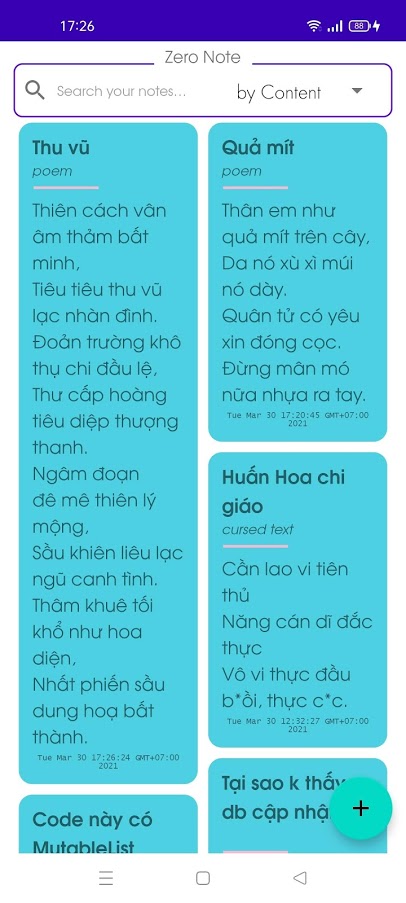 17:26
88
Zero Note
Search your notes...
by Content
Thu vũ
poem
Thiên cách vân
âm thảm bất
minh,
Tiêu tiêu thu vũ
lạc nhàn đình.
Đoản trường khô
thụ chi đầu lệ,
Thư cấp hoàng
tiêu diệp thượng
thanh.
Ngâm đoạn
đê mê thiên lý
mộng,
Sầu khiên liêu lạc
ngũ canh tình.
Thâm khuê tối
khổ như hoa
diện,
Nhất phiến sầu
dung hoạ bất
thành.
Tue Mar 30 17:26:24 GMT+07:00
2021
Code này có
MutableList
Quả mít
poem
Thân em như
quả mít trên cây,
Da nó xù xì múi
nó dày.
Quân tử có yêu
xin đóng cọc.
Đừng mân mó
nữa nhựa ra tay.
Tue Mar 30 17:20:45 GMT+07:00
2021
Huấn Hoa chi
giáo
cursed text
Cần lao vi tiên
thủ
Năng cán dĩ đắc
thực
Vô vi thực đầu
b*ồi, thực c*c.
Tue Mar 30 12:32:27 GMT+07:00
2021
Tại sao k thấy
db cập nhậ
+